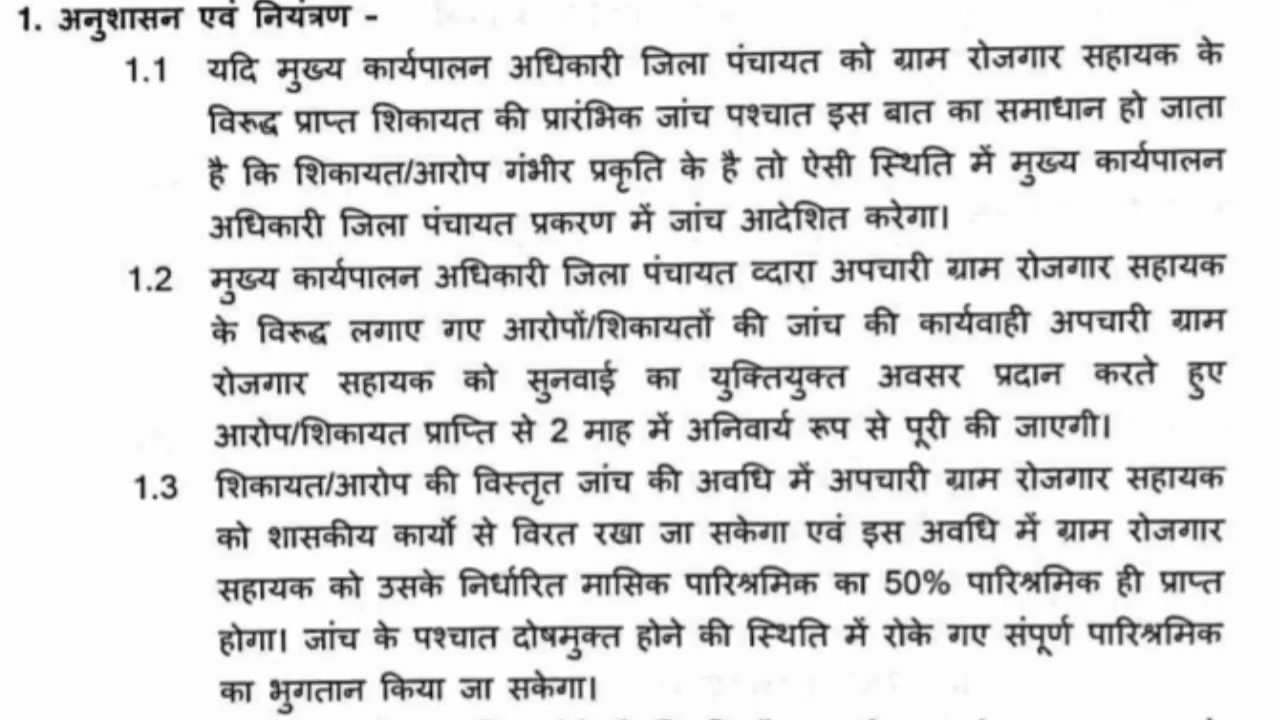 1. अनुशासन एवं नियंत्रण -
1.1 यदि मुख्य कार्यपालन अधिकारी जिला पंचायत को ग्राम रोजगार सहायक के
विरूद्ध प्राप्त शिकायत की प्रारंभिक जांच पश्चात इस बात का समाधान हो जाता
है कि शिकायत/आरोप गंभीर प्रकृति के है तो ऐसी स्थिति में मुख्य कार्यपालन
अधिकारी जिला पंचायत प्रकरण में जांच आदेशित करेगा।
1.2 मुख्य कार्यपालन अधिकारी जिला पंचायत व्दारा अपचारी ग्राम रोजगार सहायक
के विरूद्ध लगाए गए आरोपों/शिकायतों की जांच की कार्यवाही अपचारी ग्राम
रोजगार सहायक को सुनवाई का युक्तियुक्त अवसर प्रदान करते हुए
आरोप/शिकायत प्राप्ति से 2 माह में अनिवार्य रूप से पूरी की जाएगी।
1.3 शिकायत/आरोप की विस्तृत जांच की अवधि में अपचारी ग्राम रोजगार सहायक
को शासकीय कार्यो से विरत रखा जा सकेगा एवं इस अवधि में ग्राम रोजगार
सहायक को उसके निर्धारित मासिक पारिश्रमिक का 50% पारिश्रमिक ही प्राप्त
होगा। जांच के पश्चात दोषमुक्त होने की स्थिति में रोके गए संपूर्ण पारिश्रमिक
का भुगतान किया जा सकेगा।